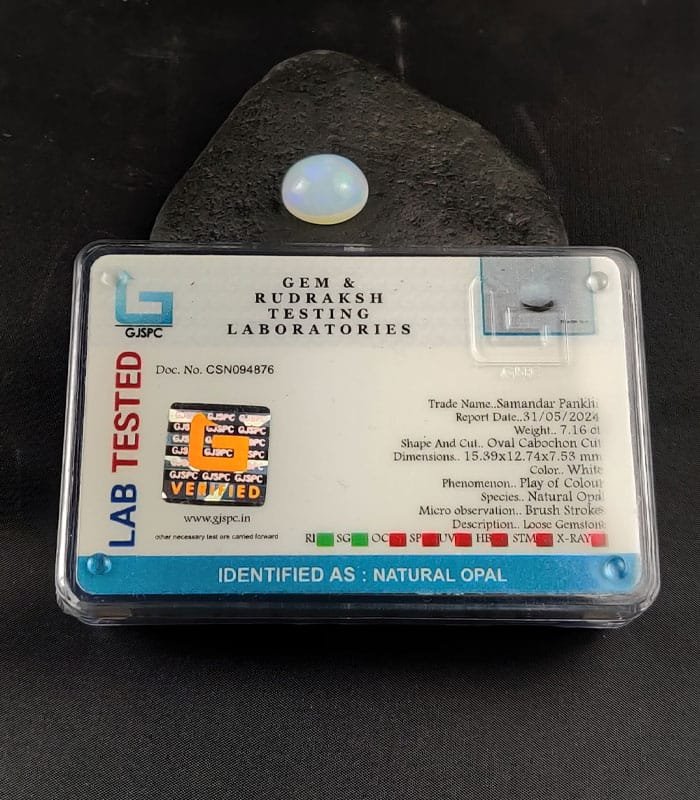 GJSPC
GEM &
RUDRAKSH
TESTING
LABORATORIES
LAB TESTED
Doc. No. CSN094876
GJSPC
VERIFIED
www.gjspc.in
other necessary test are carried forward
Trade Name..Samandar Pankhi
Report Date..31/05/2024
Weight.. 7.16 ct
Shape And Cut.. Oval Cabochon Cut
Dimensions.. 15.39x12.74x7.53 mm
Color.. White
Phenomenon.. Play of Colour
Species.. Natural Opal
Micro observation.. Brush Strokes
Description.. Loose Gemstone
RI SG OC SP UV HE STM X-RAY
IDENTIFIED AS : NATURAL OPAL